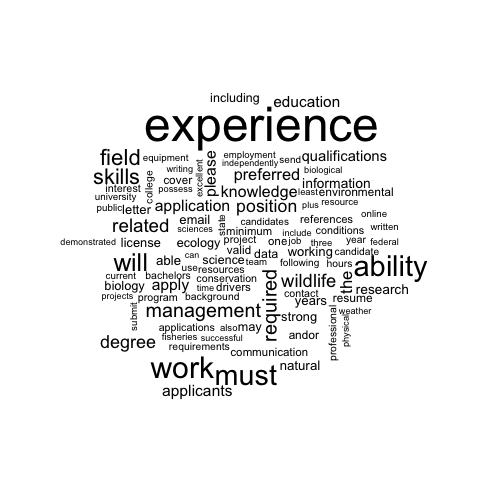 including
education
experience
field equipment employment qualifications
independently send
writing excellent please biological
skills college cover preferred information
interest possess knowledge least environmental
university
public letter application position plus resource
related email state candidates references online
sciences minimum include conditions written
demonstrated license ecology project one job three year federal
valid data working candidate
will able can science team following hours ability
use resources
current bachelors conservation required wildlife the research
biology apply time drivers contact
projects program background years resume
submit management strong professional physical weather
applications also may
degree fisheries successful andor
requirements communication
work must natural
applicants